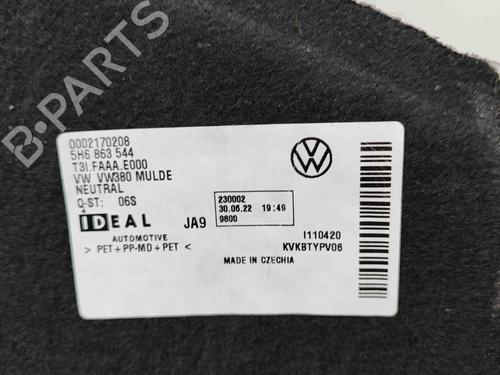 0002170208
5H6 863 544
T3I.FAAA.E000
VW VW380 MULDE
NEUTRAL
Q-ST: 06S
IDEAL
AUTOMOTIVE
> PET+PP-MD+PET <
JA9
230002
30.06.22 19:49
9800
I110420
KVKBTYPV06
MADE IN CZECHIA
B-PARTS